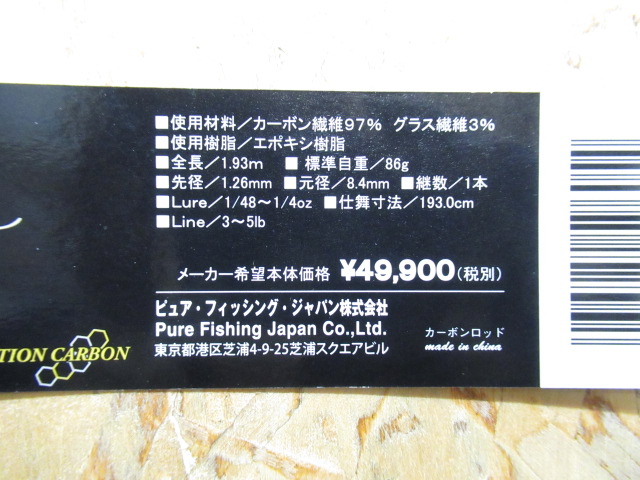 ■使用材料／カーボン繊維97% グラス繊維3%
■使用樹脂／エポキシ樹脂
■全長／1.93m ■標準自重／86g
■先径／1.26mm ■元径／8.4mm ■継数／1本
■Lure／1/48～1/4oz ■仕舞寸法／193.0cm
■Line／3～5lb
メーカー希望本体価格 ¥49,900(税別)
ピュア・フィッシング・ジャパン株式会社
Pure Fishing Japan Co.,Ltd.
東京都港区芝浦4-9-25芝浦スクエアビル
カーボンロッド
made in china
TION CARBON